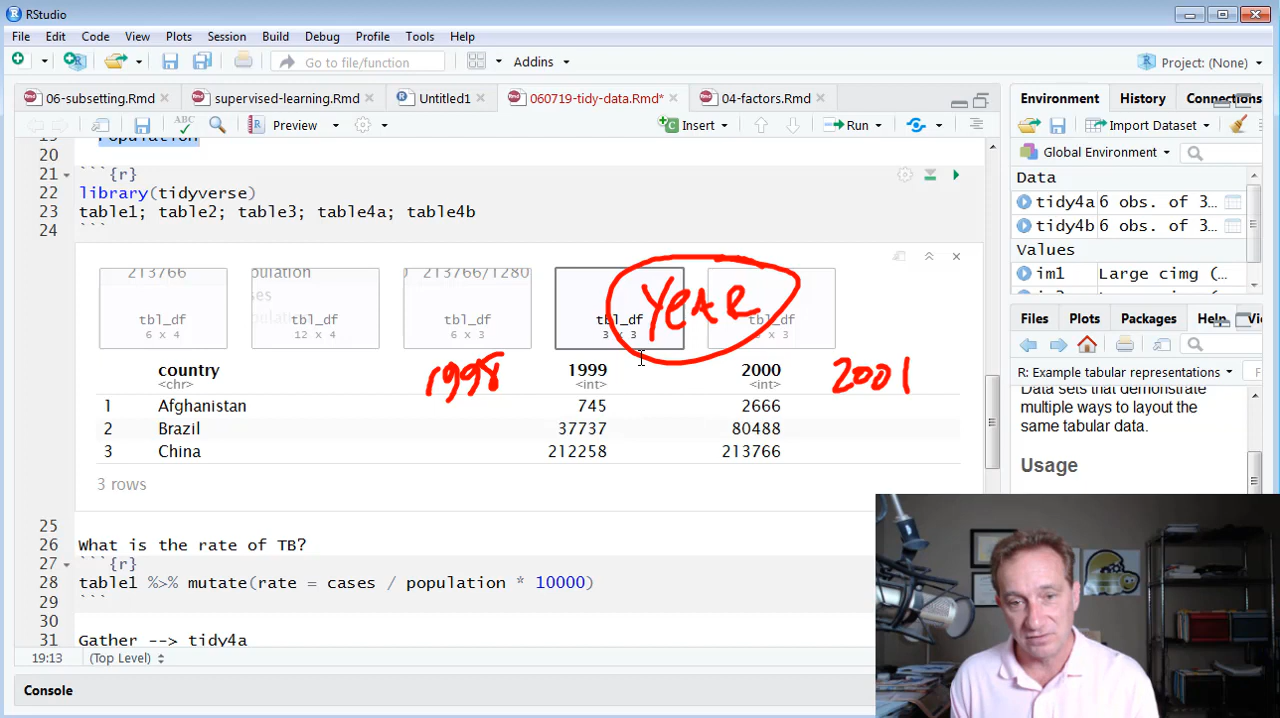 RStudio
File Edit Code View Plots Session Build Debug Profile Tools Help
Go to file/function Addins Project: (None)
06-subsetting.Rmd supervised-learning.Rmd Untitled1 060719-tidy-data.Rmd* 04-factors.Rmd
Environment History Connections
ABC Preview Insert Run Import Dataset
Global Environment
19 Population
20
21 ```{r}
22 library(tidyverse)
23 table1; table2; table3; table4a; table4b
24 ```
Data
tidy4a 6 obs. of 3…
tidy4b 6 obs. of 3…
Values
im1 Large cimg (…
213766 213766/1280
tbl_df tbl_df tbl_df tbl_df tbl_df
6 x 4 12 x 4 6 x 3 3 x 3 3 x 3
YEAR
1998 2001
country 1999 2000
<chr> <int> <int>
1 Afghanistan 745 2666
2 Brazil 37737 80488
3 China 212258 213766
3 rows
Files Plots Packages Help
R: Example tabular representations
Data sets that demonstrate
multiple ways to layout the
same tabular data.
Usage
25
26 What is the rate of TB?
27 ```{r}
28 table1 %>% mutate(rate = cases / population * 10000)
29 ```
30
31 Gather --> tidy4a
19:13 (Top Level)
Console